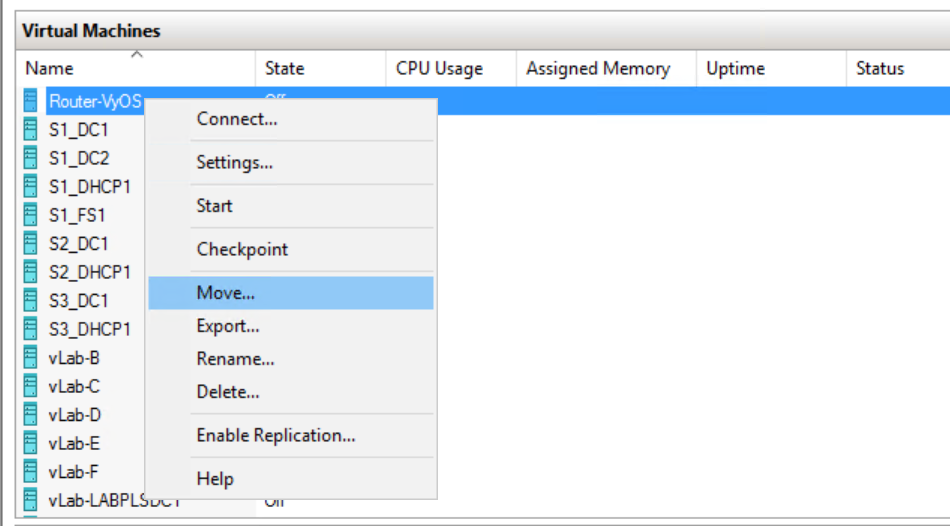 Virtual Machines
Name State CPU Usage Assigned Memory Uptime Status
Router-VyOS Off
Connect...
S1_DC1
S1_DC2
Settings...
S1_DHCP1
Start
S1_FS1
S2_DC1
Checkpoint
S2_DHCP1
Move...
S3_DC1
Export...
S3_DHCP1
vLab-B
Rename...
vLab-C
Delete...
vLab-D
Enable Replication...
vLab-E
vLab-F
Help
vLab-LABPLSDC1 Off